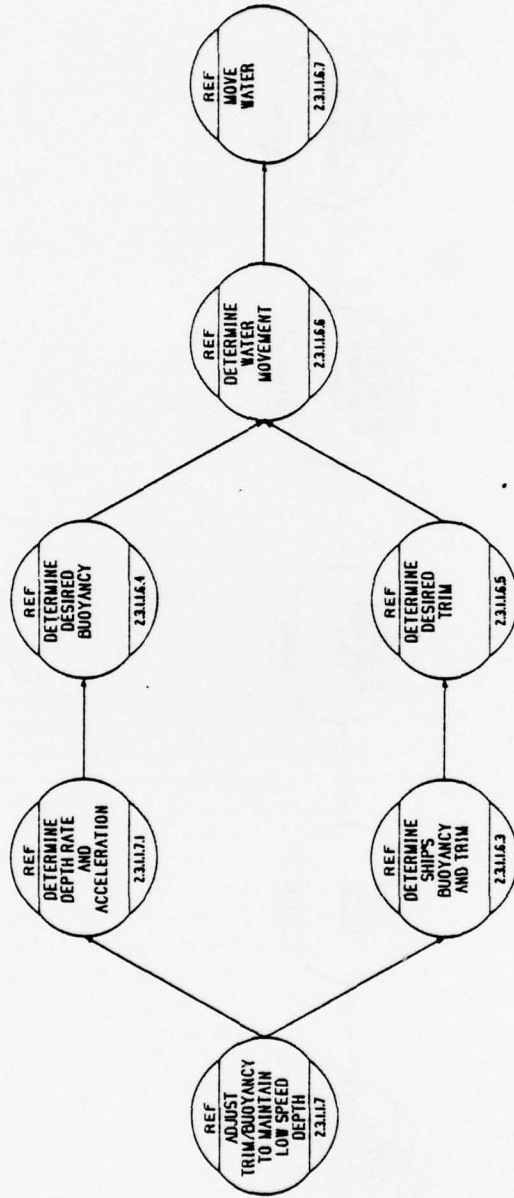 REF
ADJUST
TRIM/BUOYANCY
TO MAINTAIN
LOW SPEED
DEPTH
2.3.1.1.7
REF
DETERMINE
DEPTH RATE
AND
ACCELERATION
2.3.1.1.7.1
REF
DETERMINE
SHIP'S
BUOYANCY
AND TRIM
2.3.1.1.6.3
REF
DETERMINE
DESIRED
BUOYANCY
2.3.1.1.6.4
REF
DETERMINE
DESIRED
TRIM
2.3.1.1.6.5
REF
DETERMINE
WATER
MOVEMENT
2.3.1.1.6.6
REF
MOVE
WATER
2.3.1.1.6.7